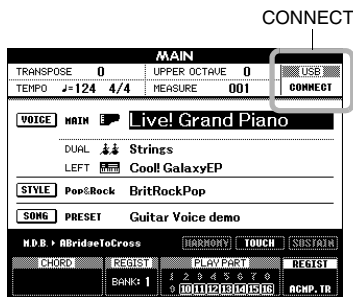 CONNECT
MAIN
TRANSPOSE 0 UPPER OCTAVE 0 USB
TEMPO ♩=124 4/4 MEASURE 001 CONNECT
VOICE MAIN Live! Grand Piano
DUAL Strings
LEFT Cool! GalaxyEP
STYLE Pop&Rock BritRockPop
SONG PRESET Guitar Voice demo
M.D.B. ▸ ABridgeToCross HARMONY TOUCH SUSTAIN
CHORD REGIST PLAY PART REGIST
BANK: 1 1 2 3 4 5 6 7 8
9 10 11 12 13 14 15 16 ACMP.TR